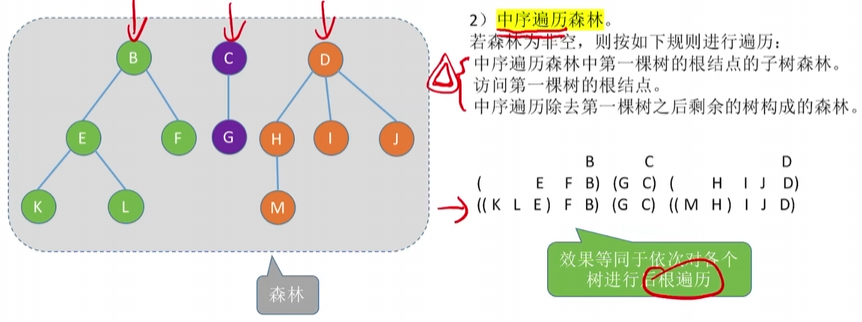 B
C
D
E
F
G
H
I
J
K
L
M
森林
2）中序遍历森林。
若森林为非空，则按如下规则进行遍历：
中序遍历森林中第一棵树的根结点的子树森林。
访问第一棵树的根结点。
中序遍历除去第一棵树之后剩余的树构成的森林。
B C D
( E F B) (G C) ( H I J D)
((K L E) F B) (G C) ((M H) I J D)
效果等同于依次对各个
树进行后根遍历